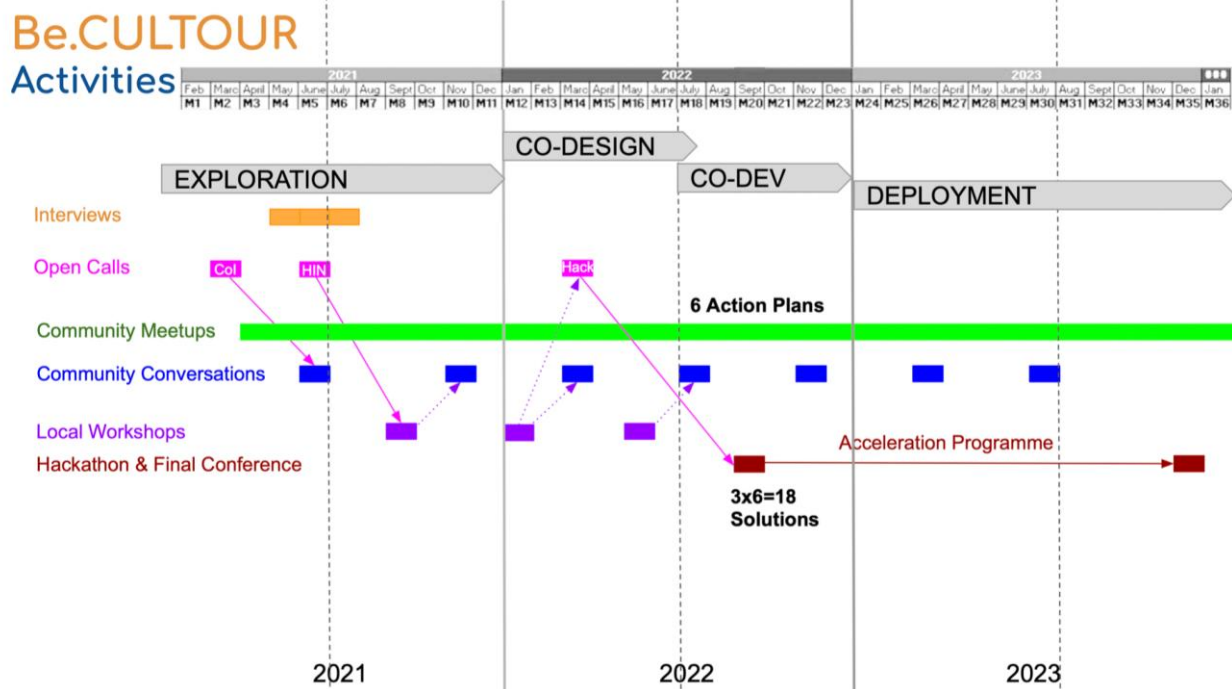 Be.CULTOUR
Activities
2021 2022 2023
Feb Marc April May June July Aug Sept Oct Nov Dec Jan Feb Marc April May June July Aug Sept Oct Nov Dec Jan Feb Marc April May June July Aug Sept Oct Nov Dec Jan
M1 M2 M3 M4 M5 M6 M7 M8 M9 M10 M11 M12 M13 M14 M15 M16 M17 M18 M19 M20 M21 M22 M23 M24 M25 M26 M27 M28 M29 M30 M31 M32 M33 M34 M35 M36
CO-DESIGN
EXPLORATION
CO-DEV
DEPLOYMENT
Interviews
Open Calls
Col
HIN
Hack
6 Action Plans
Community Meetups
Community Conversations
Local Workshops
Acceleration Programme
Hackathon & Final Conference
3x6=18
Solutions
2021 2022 2023